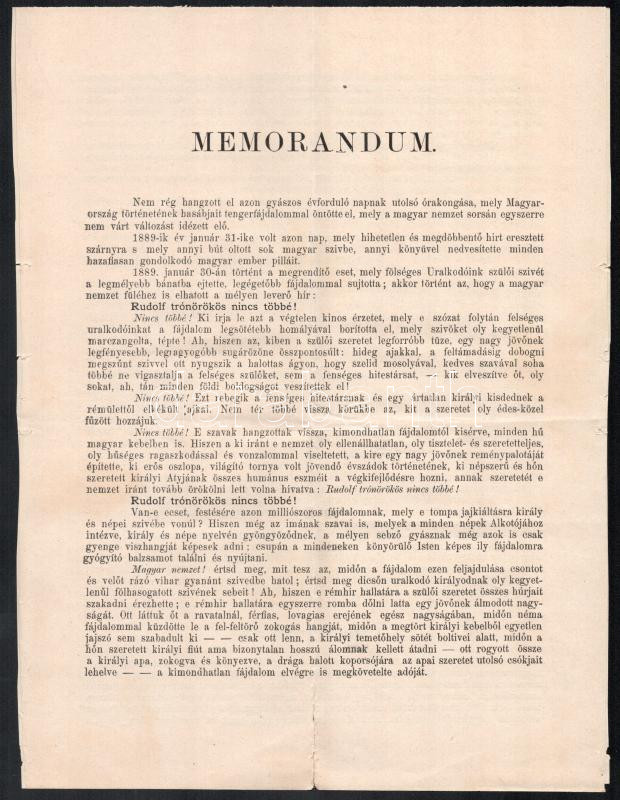 MEMORANDUM.
Nem rég hangzott el azon gyászos évforduló napnak utolsó órakongása, mely Magyar-
ország történetének hasábjait tengerfájdalommal öntötte el, mely a magyar nemzet sorsán egyszerre
nem várt változást idézett elő.
1889-ik év január 31-ike volt azon nap, mely hihetetlen és megdöbbentő hirt eresztett
szárnyra s mely annyi bút oltott sok magyar szivbe, annyi könyüvel nedvesítette minden
hazafiasan gondolkodó magyar ember pilláit.
1889. január 30-án történt a megrendítő eset, mely fölséges Uralkodóink szülői szivét
a legmélyebb bánatba ejtette, legégetőbb fájdalommal sujtotta; akkor történt az, hogy a magyar
nemzet füléhez is elhatott a mélyen leverő hír:
Rudolf trónörökös nincs többé!
Nincs többé! Ki irja le azt a végtelen kinos érzetet, mely e szózat folytán felséges
uralkodóinkat a fájdalom legsötétebb homályával borította el, mely szivöket oly kegyetlenül
marczangolta, tépte! Ah, hiszen az, kiben a szülői szeretet legforróbb tüze, egy nagy jövőnek
legfényesebb, legragyogóbb sugárözöne összpontosult: hideg ajakkal, a feltámadásig dobogni
megszünt szivvel ott nyugszik a halottas ágyon, hogy szelid mosolyával, kedves szavával soha
többé ne vigasztalja a felséges szülőket, sem a fenséges hitestársat, — kik elveszítve őt, oly
sokat, ah, tán minden földi boldogságot veszítettek el!
Nincs többé! Ezt rebegik a fenséges hitestársnak és egy ártatlan királyi kisdednek a
rémülettől elkékült ajkai. Nem tér többé vissza körükbe az, kit a szeretet oly édes-közel
fűzött hozzájuk.
Nincs többé! E szavak hangzottak vissza, kimondhatlan fájdalomtól kisérve, minden hű
magyar kebelben is. Hiszen a ki iránt e nemzet oly ellenállhatatlan, oly tisztelet- és szeretetteljes,
oly hűséges ragaszkodással és vonzalommal viseltetett, a kire egy nagy jövőnek reménypalotáját
építette, ki erős oszlopa, világító tornya volt jövendő évszádok történetének, ki népszerű és hőn
szeretett királyi Atyjának összes humánus eszméit a végkifejlődésre hozni, annak szeretetét e
nemzet iránt tovább örökölni lett volna hivatva: Rudolf trónörökös nincs többé!
Rudolf trónörökös nincs többé!
Van-e ecset, festésére azon milliószoros fájdalomnak, mely e tompa jajkiáltásra király
és népei szivébe vonúl? Hiszen még az imának szavai is, melyek a minden népek Alkotójához
intézve, király és népe nyelvén gyöngyöződnek, a mélyen sebző gyásznak még azok is csak
gyenge viszhangját képesek adni; csupán a mindeneken könyörülő Isten képes ily fájdalomra
gyógyító balzsamot találni és nyújtani.
Magyar nemzet! értsd meg, mit tesz az, midőn a fájdalom ezen feljajdulása csontot
és velőt rázó vihar gyanánt szivedbe hatol; értsd meg dicsőn uralkodó királyodnak oly kegyet-
lenül fölhasogatott szivének sebeit! Ah, hiszen e rémhir hallatára a szülői szeretet összes húrjait
szakadni érezhette; e rémhir hallatára egyszerre romba dőlni latta egy jövőnek álmodott nagy-
ságát. Ott láttuk őt a ravatalnál, férfias, lovagias erejének egész nagyságában, midőn néma
fájdalommal küzdötte le a fel-feltörő zokogás hangját, midőn a megtört királyi kebelből egyetlen
jajszó sem szabadult ki — — csak ott lenn, a királyi temetőhely sötét boltivei alatt, midőn a
hőn szeretett királyi fiút ama bizonytalan hosszú álomnak kellett átadni — ott rogyott össze
a királyi apa, zokogva és könyezve, a drága halott koporsójára az apai szeretet utolsó csókjait
lehelve — — a kimondhatlan fájdalom elvégre is megkövetelte adóját.